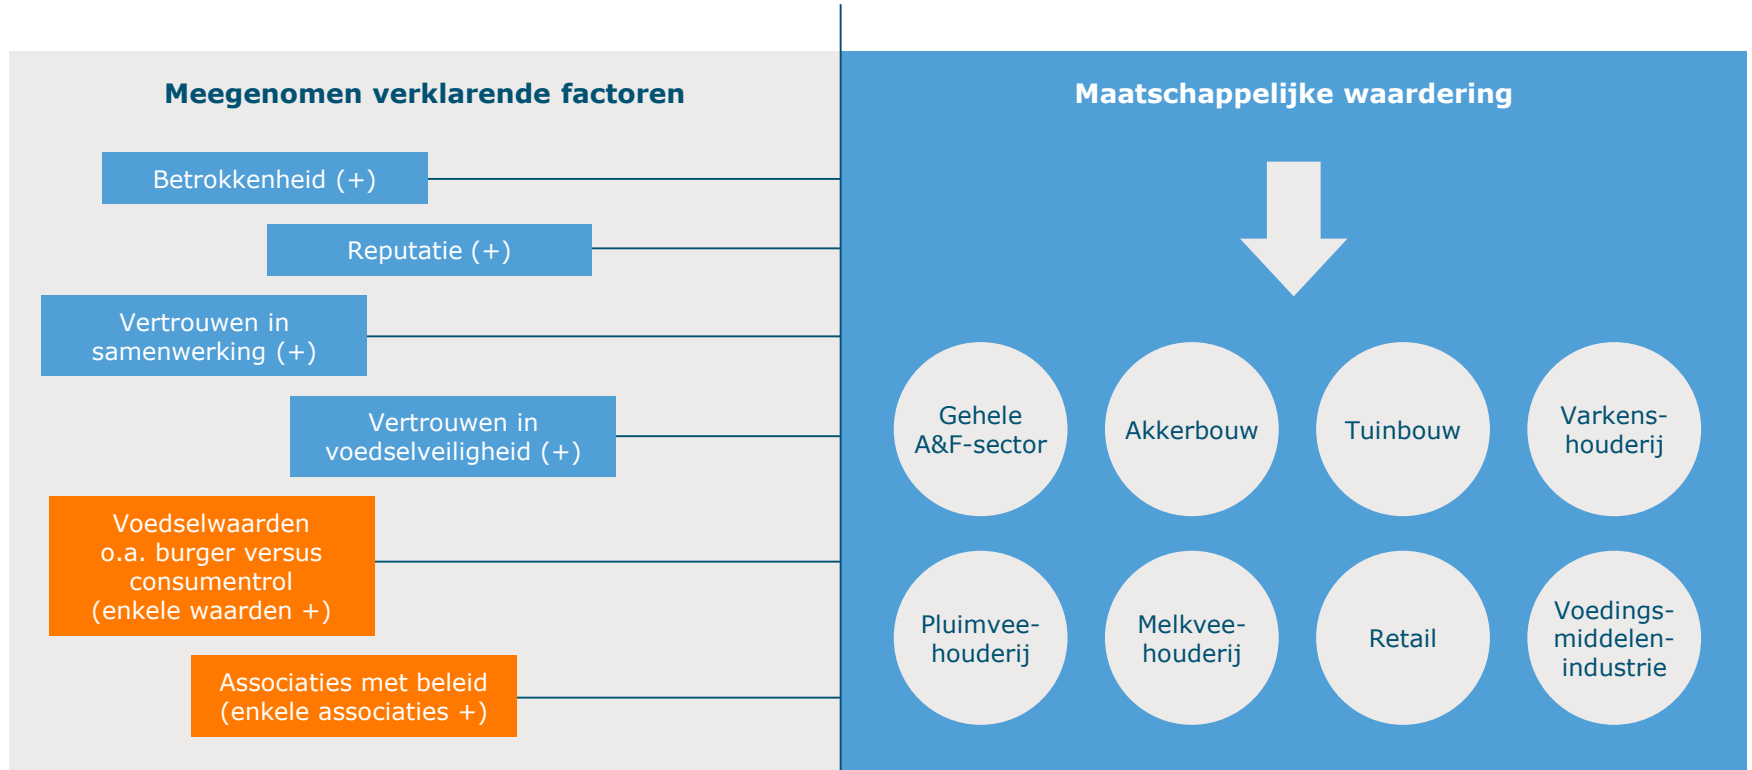 Meegenomen verklarende factoren
Betrokkenheid (+)
Reputatie (+)
Vertrouwen in
samenwerking (+)
Vertrouwen in
voedselveiligheid (+)
Voedselwaarden
o.a. burger versus
consumentrol
(enkele waarden +)
Associaties met beleid
(enkele associaties +)
Maatschappelijke waardering
Gehele
A&F-sector
Akkerbouw
Tuinbouw
Varkens-
houderij
Pluimvee-
houderij
Melkvee-
houderij
Retail
Voedings-
middelen-
industrie